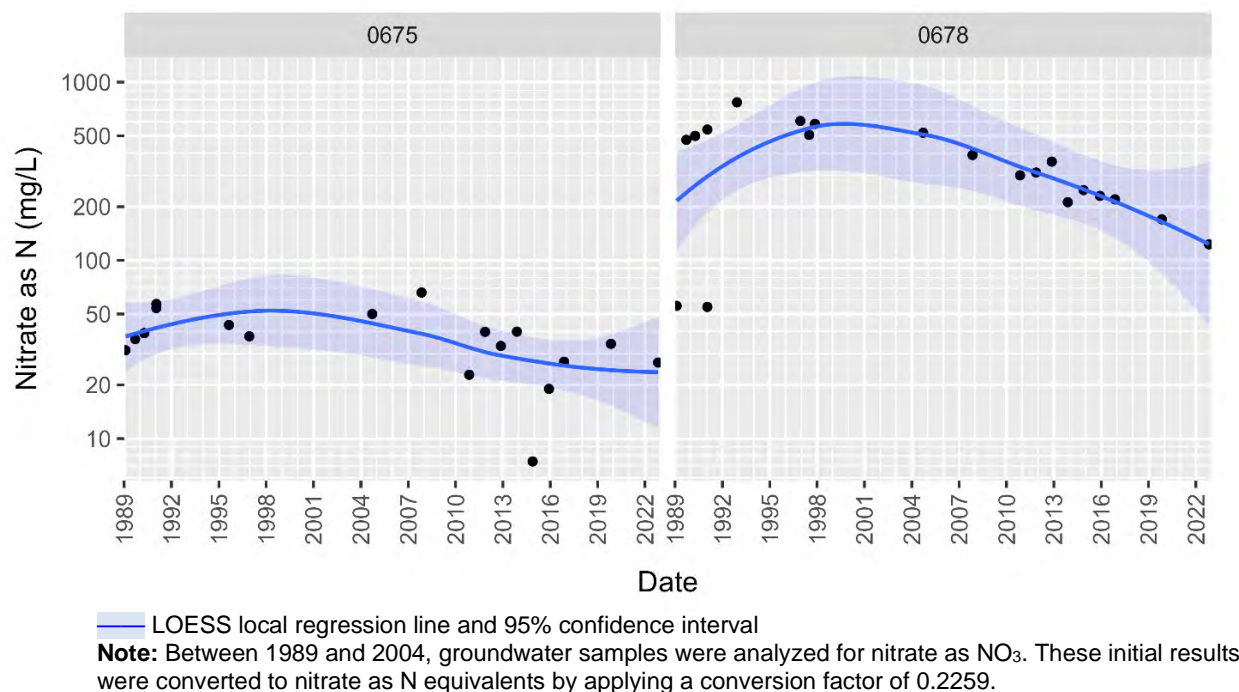 0675 0678
Nitrate as N (mg/L)
1000
500
200
100
50
20
10
1989 1992 1995 1998 2001 2004 2007 2010 2013 2016 2019 2022 1989 1992 1995 1998 2001 2004 2007 2010 2013 2016 2019 2022
Date
LOESS local regression line and 95% confidence interval
Note: Between 1989 and 2004, groundwater samples were analyzed for nitrate as NO₃. These initial results
were converted to nitrate as N equivalents by applying a conversion factor of 0.2259.